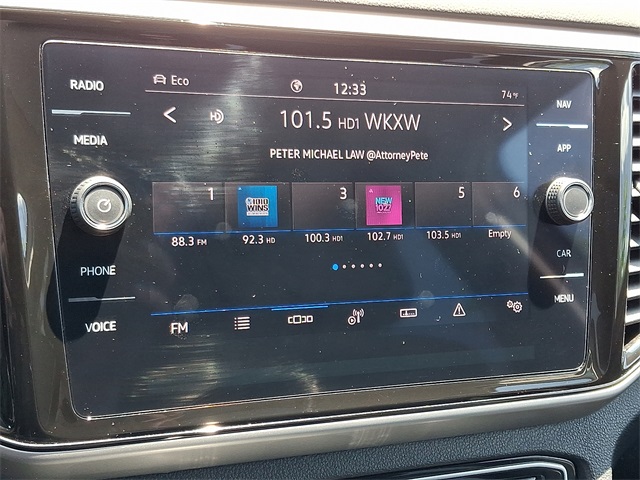 RADIO
MEDIA
PHONE
VOICE
Eco
12:33
74°F
HD
101.5 HD1 WKXW
PETER MICHAEL LAW @AttorneyPete
1
3
5
6
1010
WINS
NEW
102.7
88.3 FM
92.3 HD
100.3 HD1
102.7 HD1
103.5 HD1
Empty
FM
NAV
APP
CAR
MENU